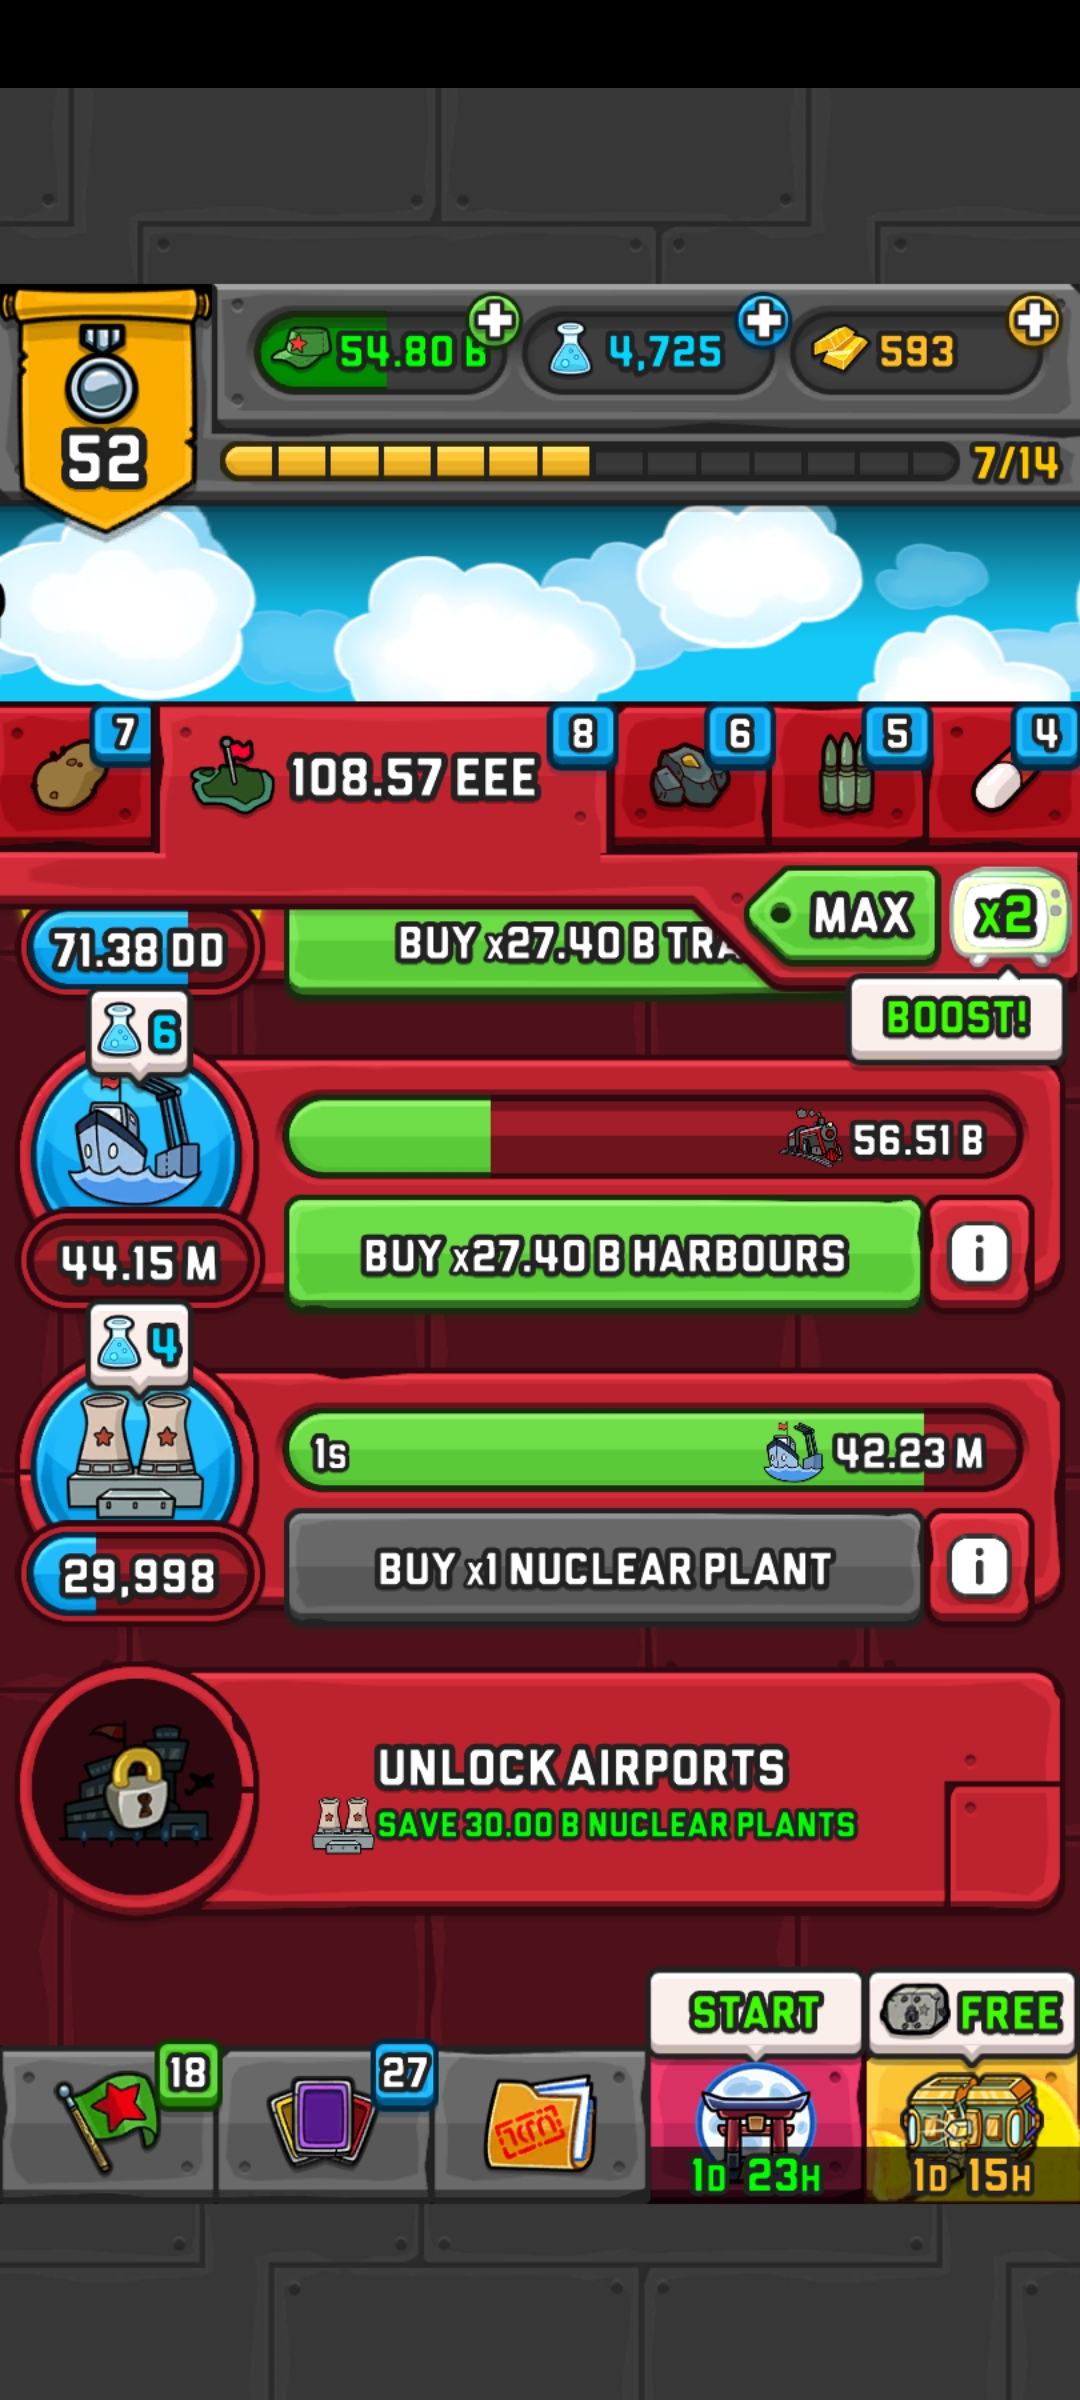 54.80 B
4,725
593
52
7/14
7
108.57 EEE
8
6
5
4
MAX
x2
71.38 DD
BUY x27.40 B
BOOST!
6
56.51 B
44.15 M
BUY x27.40 B HARBOURS
i
4
1s
42.23 M
29,998
BUY x1 NUCLEAR PLANT
i
UNLOCK AIRPORTS
SAVE 30.00 B NUCLEAR PLANTS
START
FREE
18
27
1D 23H
1D 15H